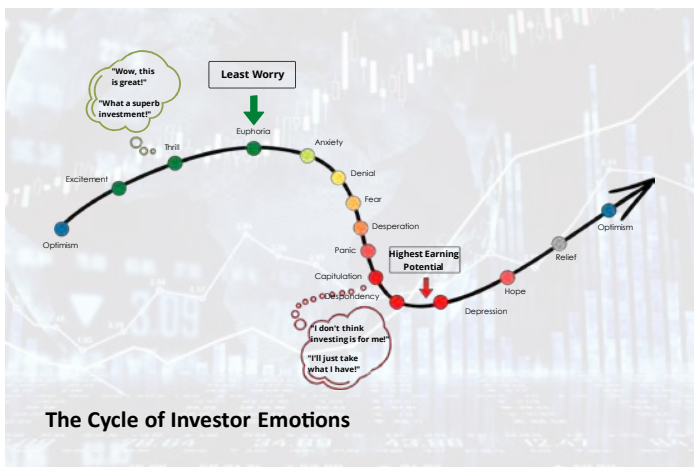 "Wow, this
is great!"
"What a superb
investment!"
Least Worry
Euphoria
Thrill
Anxiety
Excitement
Denial
Fear
Optimism
Desperation
Panic
Highest Earning
Potential
Capitulation
Despondency
Depression
Hope
Relief
Optimism
"I don't think
investing is for me!"
"I'll just take
what I have!"
The Cycle of Investor Emotions